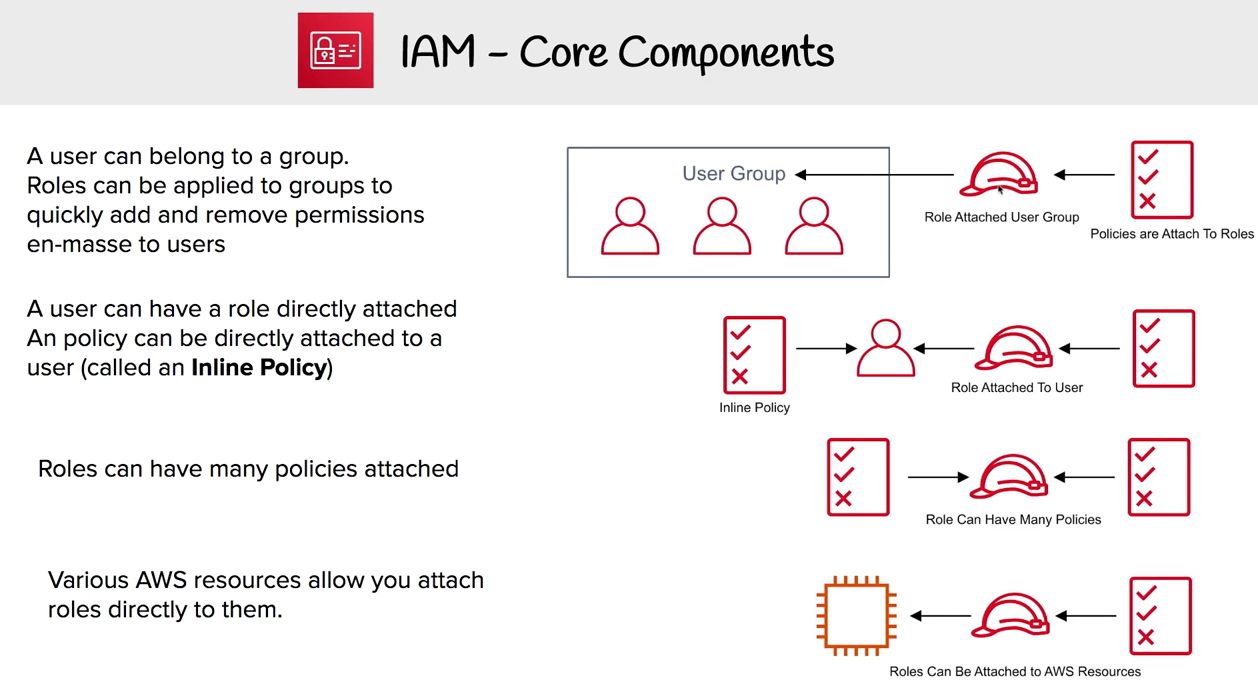 IAM – Core Components
A user can belong to a group.
Roles can be applied to groups to
quickly add and remove permissions
en-masse to users
User Group
Role Attached User Group
Policies are Attach To Roles
A user can have a role directly attached
An policy can be directly attached to a
user (called an Inline Policy)
Inline Policy
Role Attached To User
Roles can have many policies attached
Role Can Have Many Policies
Various AWS resources allow you attach
roles directly to them.
Roles Can Be Attached to AWS Resources